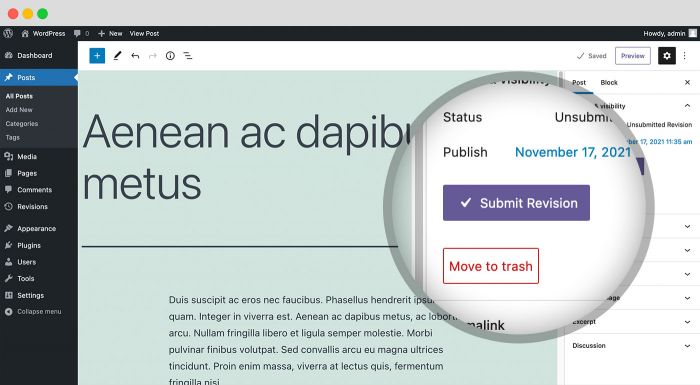 WordPress 0 New View Post Howdy, admin
Dashboard
Posts
All Posts
Add New
Categories
Tags
Media
Pages
Comments
Revisions
Appearance
Plugins
Users
Tools
Settings
Collapse menu
Saved Preview
Aenean ac dapibu
metus
Duis suscipit ac eros nec faucibus. Phasellus hendrerit ipsu
quam. Integer in viverra est. Aenean ac dapibus metus, ac loborti
arcu. Nullam fringilla libero et ligula semper molestie. Morbi
pulvinar finibus volutpat. Sed convallis arcu eu magna ultrices
tincidunt. Proin enim massa, viverra at lectus quis, fermentum
fringilla nisi
visibility
Status Unsubmit
Publish November 17, 2021
Submit Revision
Move to trash
malink
Post Block
& visibility
Unsubmitted Revision
ber 17, 2021 11:35 am
age
Excerpt
Discussion